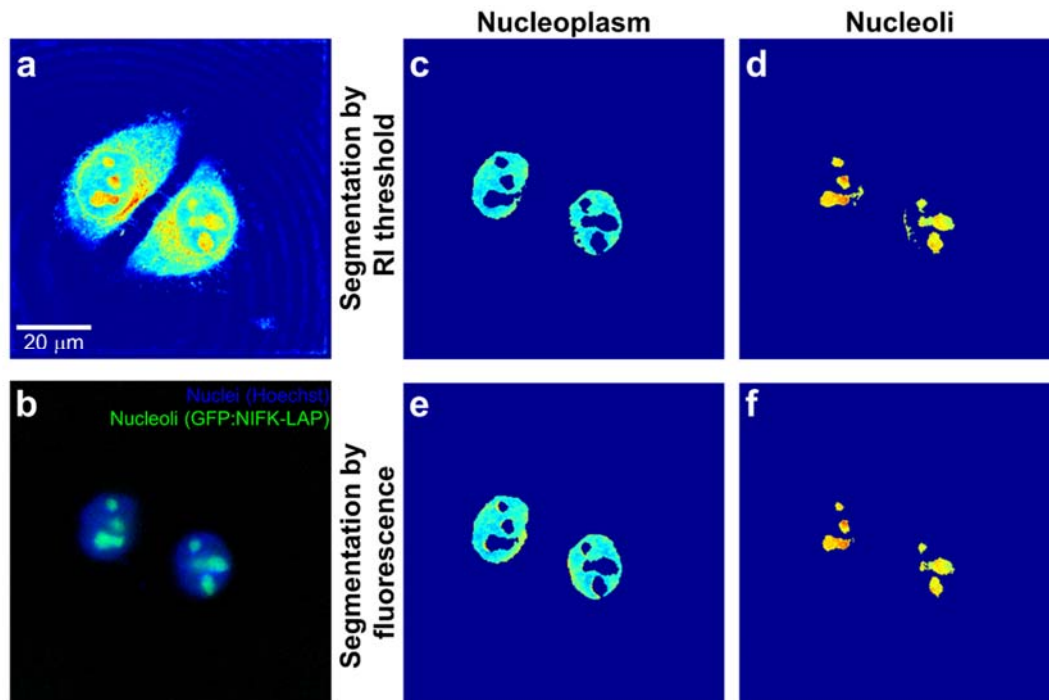 Nucleoplasm
Nucleoli
a
20 μm
Segmentation by
RI threshold
c
d
b
Nuclei (Hoechst)
Nucleoli (GFP:NIFK-LAP)
Segmentation by
fluorescence
e
f